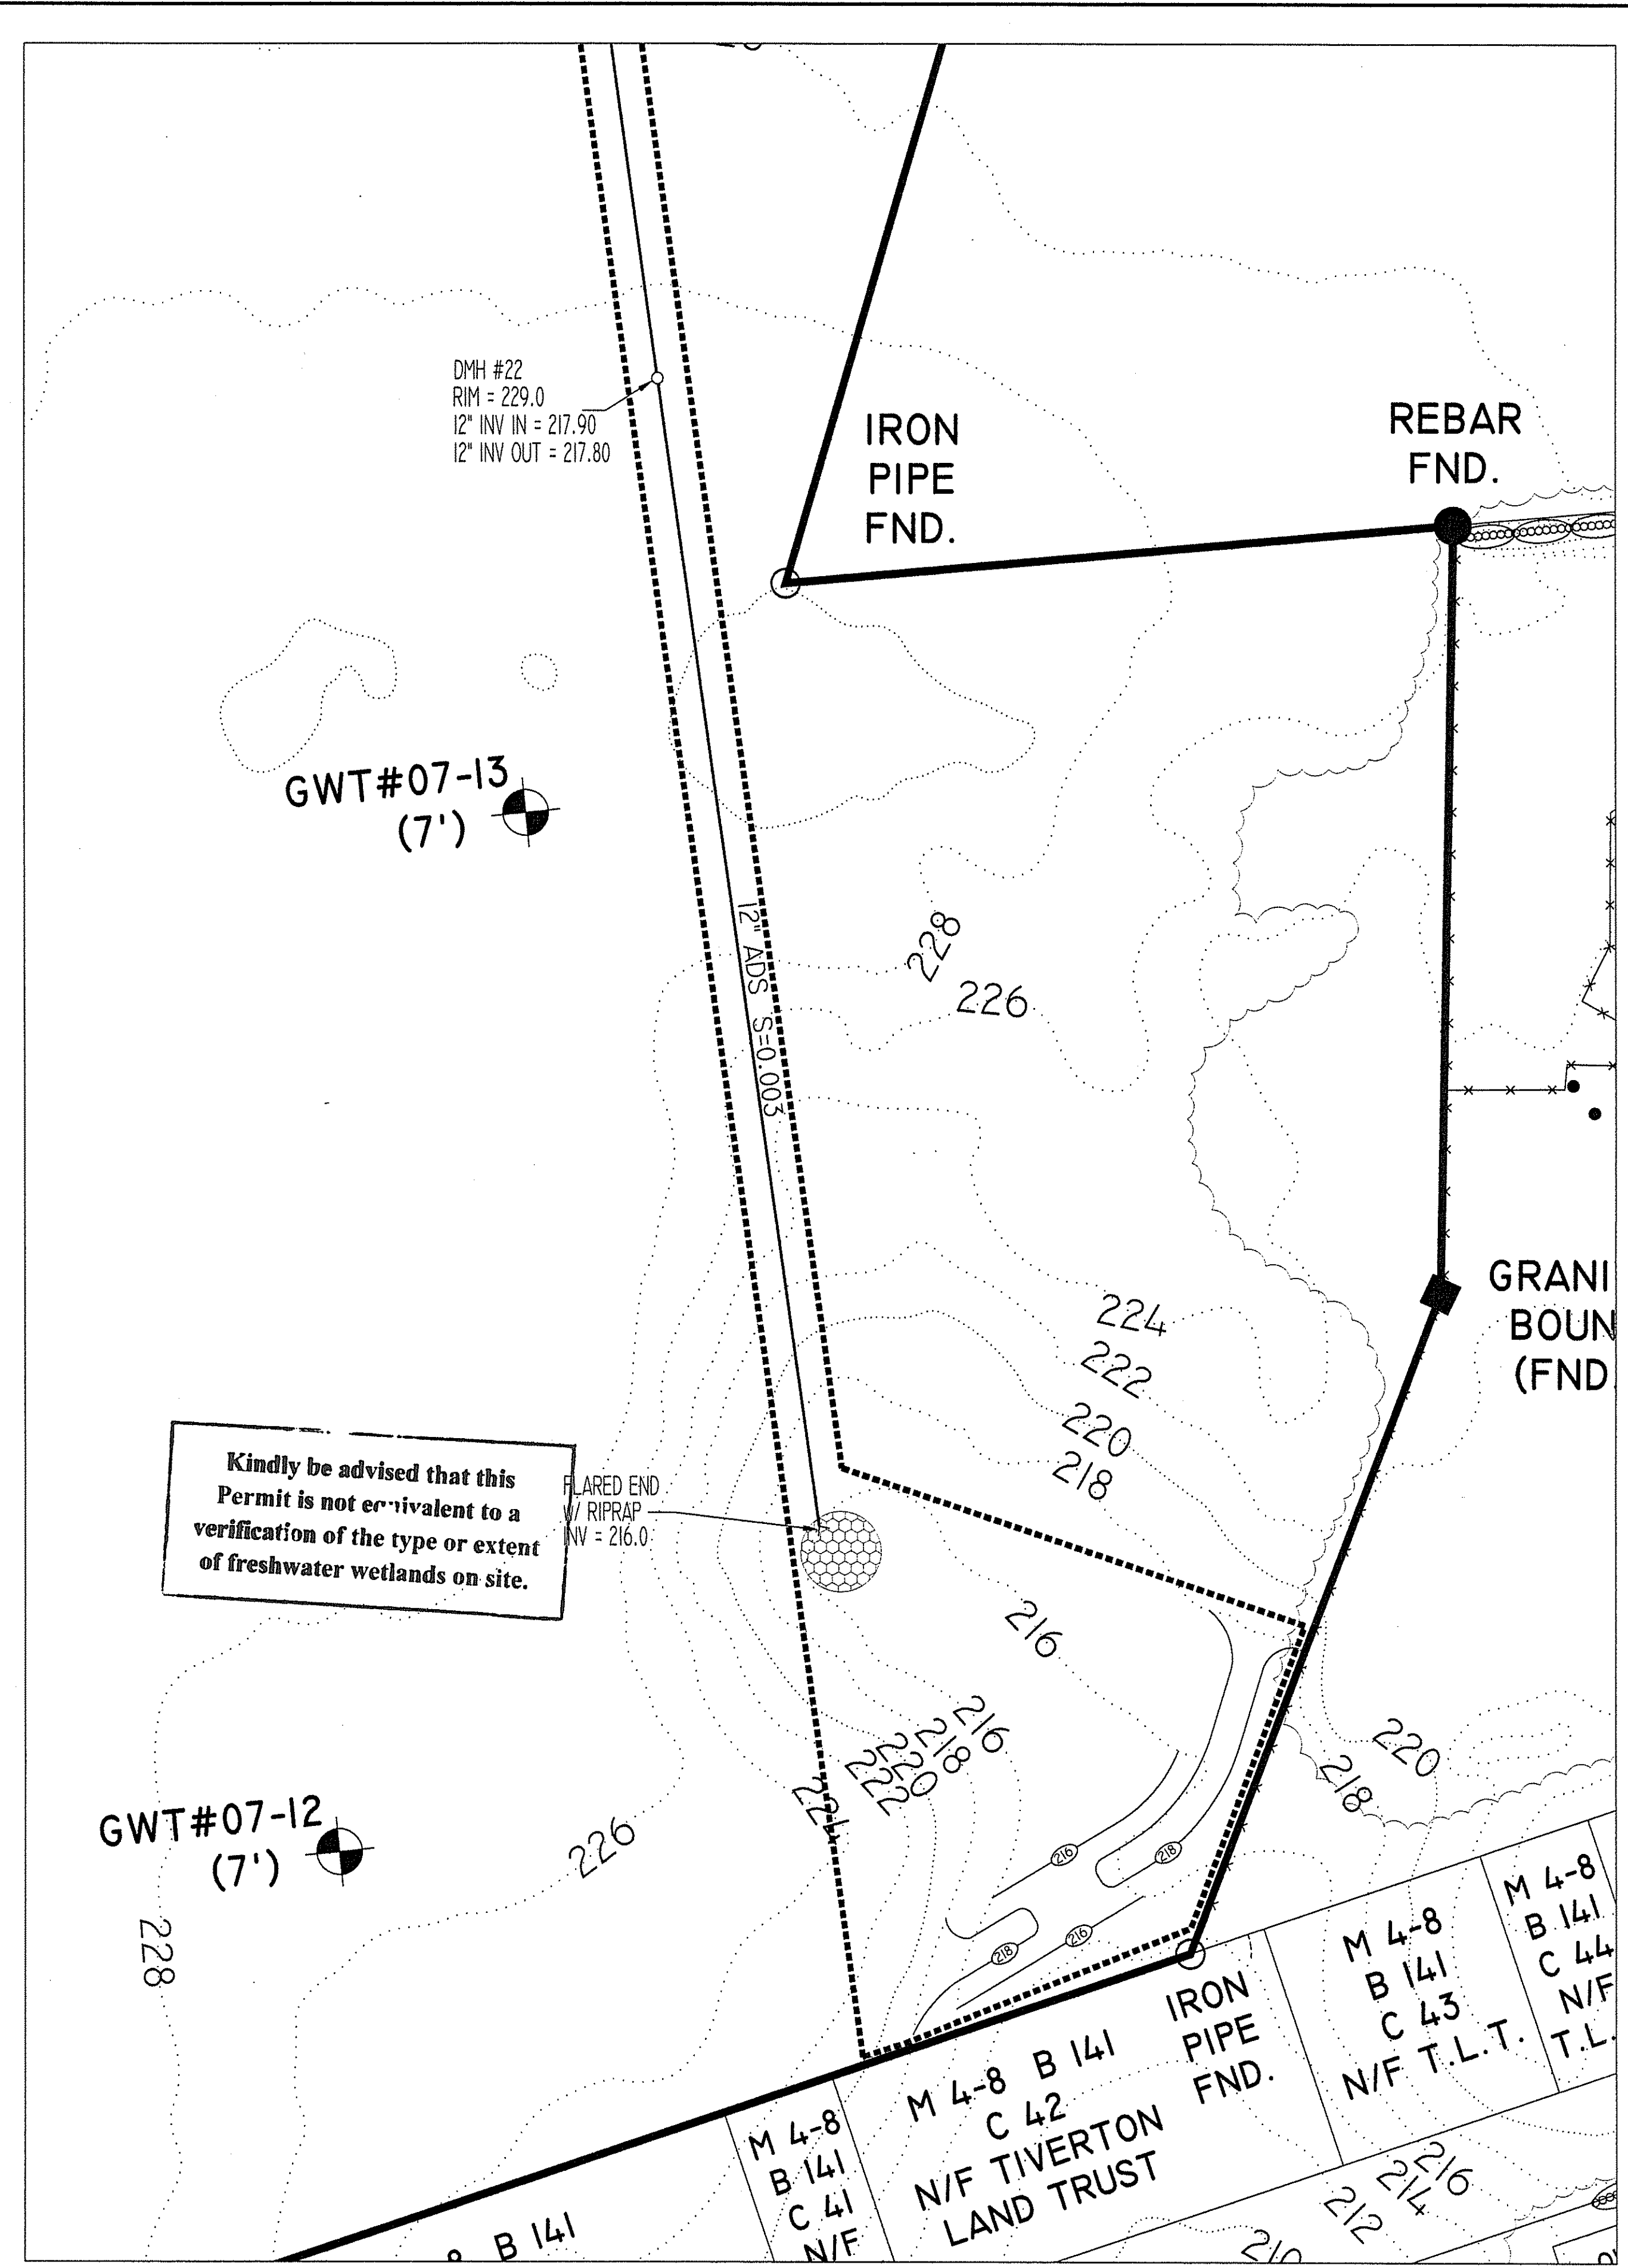 DMH #22
RIM = 229.0
12" INV IN = 217.90
12" INV OUT = 217.80
IRON
PIPE
FND.
REBAR
FND.
GWT#07-13
(7')
12" ADS S=0.003
228
226
GRANI
BOUN
(FND
224
222
220
218
Kindly be advised that this
Permit is not
to a
verification of the type or extent
of freshwater wetlands on site.
FLARED END
W/ RIPRAP
INV = 216.0
216
216
218
220
222
GWT#07-12
(7')
226
228
220
218
216
218
218
216
IRON
PIPE
FND.
M 4-8 B 141
C 42
N/F TIVERTON
LAND TRUST
M 4-8
B 141
C 43
N/F T.L.T.
M 4-8
B 141
C 44
N/F
T.L.
M 4-8
B 141
C 41
N/F
B 141
216
214
212